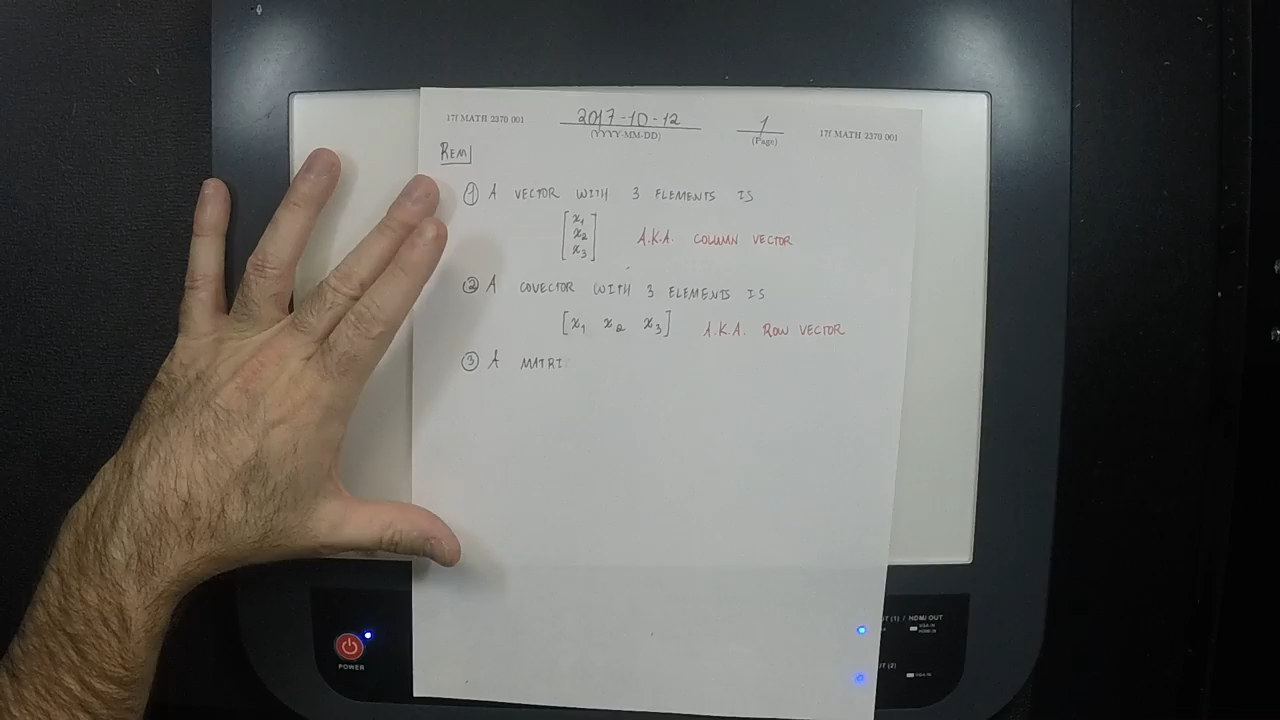 17f MATH 2370 001 2017-10-12 1 17f MATH 2370 001
(YYYY-MM-DD) (Page)
REM
① A VECTOR WITH 3 ELEMENTS IS
[x₁
x₂
x₃] A.K.A. COLUMN VECTOR
② A COVECTOR WITH 3 ELEMENTS IS
[x₁ x₂ x₃] A.K.A. ROW VECTOR
③ A MATRI
POWER
HDMI OUT